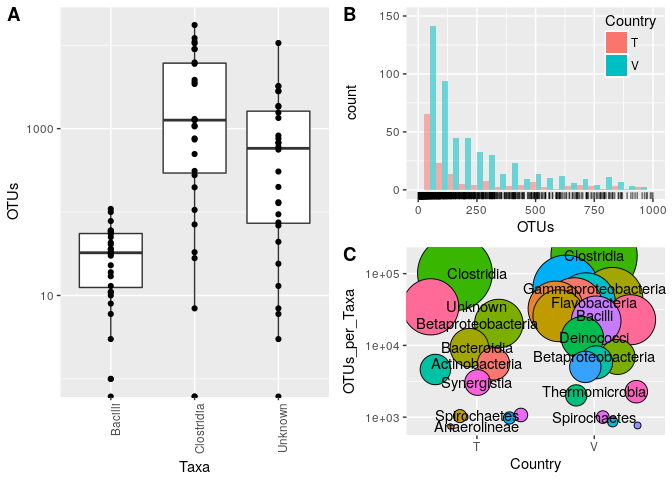 A
OTUs
1000
10
Bacilli
Clostridia
Unknown
Taxa
B
count
150
100
50
0
0
250
500
750
1000
OTUs
Country
T
V
C
OTUs_per_Taxa
1e+05
1e+04
1e+03
Clostridia
Clostridia
Gammaproteobacteria
Unknown
Flavobacteria
Betaproteobacteria
Bacilli
Bacteroidia
Deinococci
Actinobacteria
Betaproteobacteria
Synergistia
Thermomicrobia
Spirochaetes
Spirochaetes
Anaerolineae
T
V
Country